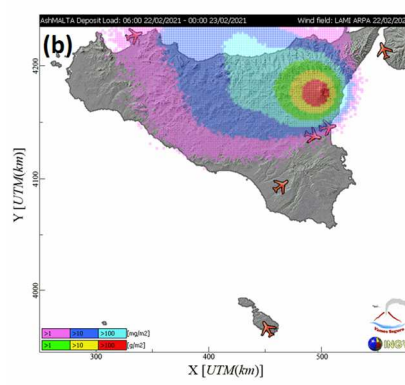 AshMALTA Deposit Load: 06:00 22/02/2021 - 00:00 23/02/2021 Wind field: LAMI ARPA 22/02/20
(b)
4200
4100
4000
Y [UTM(km)]
>1 >10 >100 [mg/m2]
>1 >10 >100 [g/m2]
INGV
300 400 500
X [UTM(km)]